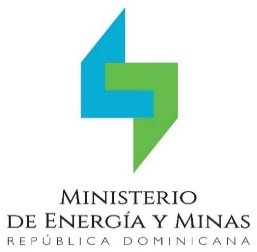 MINISTERIO
DE ENERGÍA Y MINAS
REPÚBLICA DOMINICANA